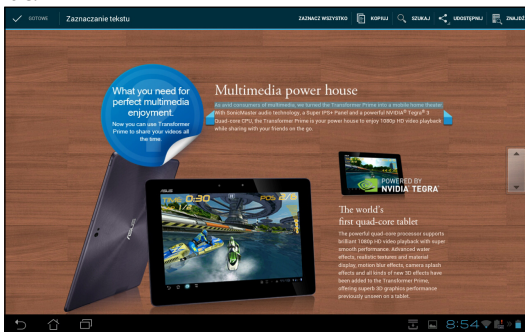 GOTOWE
Zaznaczanie tekstu
ZAZNACZ WSZYSTKO
KOPIUJ
SZUKAJ
UDOSTĘPNIJ
ZNAJDŹ
What you need for
perfect multimedia
enjoyment.
Now you can use Transformer
Prime to share your videos all
the time.
Multimedia power house
As avid consumers of multimedia, we turned the Transformer Prime into a mobile home theater.
With SonicMaster audio technology, a Super IPS+ Panel and a powerful NVIDIA® Tegra® 3
Quad-core CPU, the Transformer Prime is your power house to enjoy 1080p HD video playback
while sharing with your friends on the go.
POWERED BY
NVIDIA TEGRA
ASUS
ASUS
TIME 0:30
POS 2/6
The world's
first quad-core tablet
The powerful quad-core processor supports
brilliant 1080p HD video playback with super
smooth performance. Advanced water
effects, realistic textures and material
display, motion blur effects, camera splash
effects and all kinds of new 3D effects have
been added to the Transformer Prime,
offering superb 3D graphics performance
previously unseen on a tablet.
8:54